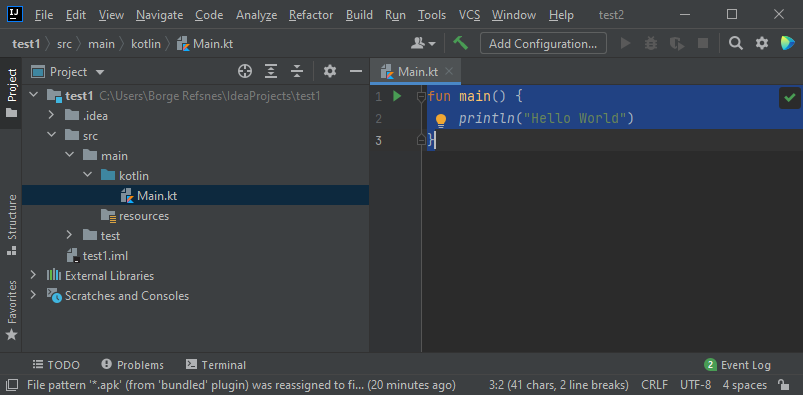 IJ File Edit View Navigate Code Analyze Refactor Build Run Tools VCS Window Help test2
test1 src main kotlin Main.kt Add Configuration...
Project
Project
test1 C:\Users\Borge Refsnes\IdeaProjects\test1
.idea
src
main
kotlin
Main.kt
resources
test
test1.iml
External Libraries
Scratches and Consoles
Structure
Favorites
Main.kt
1 fun main() {
2 println("Hello World")
3 }
TODO Problems Terminal 2 Event Log
File pattern '*.apk' (from 'bundled' plugin) was reassigned to fi... (20 minutes ago) 3:2 (41 chars, 2 line breaks) CRLF UTF-8 4 spaces